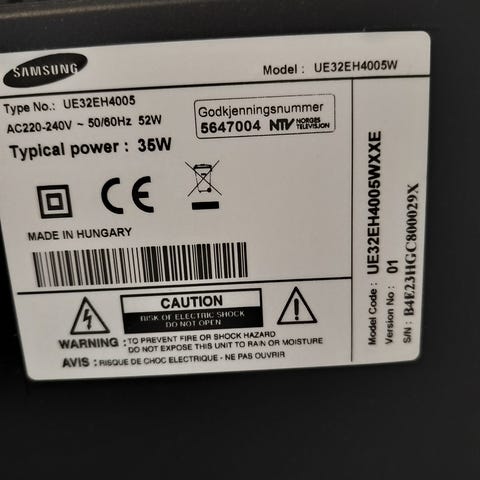 SAMSUNG
Model : UE32EH4005W
Type No.: UE32EH4005
AC220-240V ~ 50/60Hz 52W
Typical power : 35W
Godkjenningsnummer
5647004 NTV NORGES TELEVISJON
MADE IN HUNGARY
CAUTION
RISK OF ELECTRIC SHOCK
DO NOT OPEN
WARNING : TO PREVENT FIRE OR SHOCK HAZARD
DO NOT EXPOSE THIS UNIT TO RAIN OR MOISTURE
AVIS : RISQUE DE CHOC ELECTRIQUE - NE PAS OUVRIR
Model Code : UE32EH4005WXXE
Version No : 01
S/N : B4E23HGC800029X